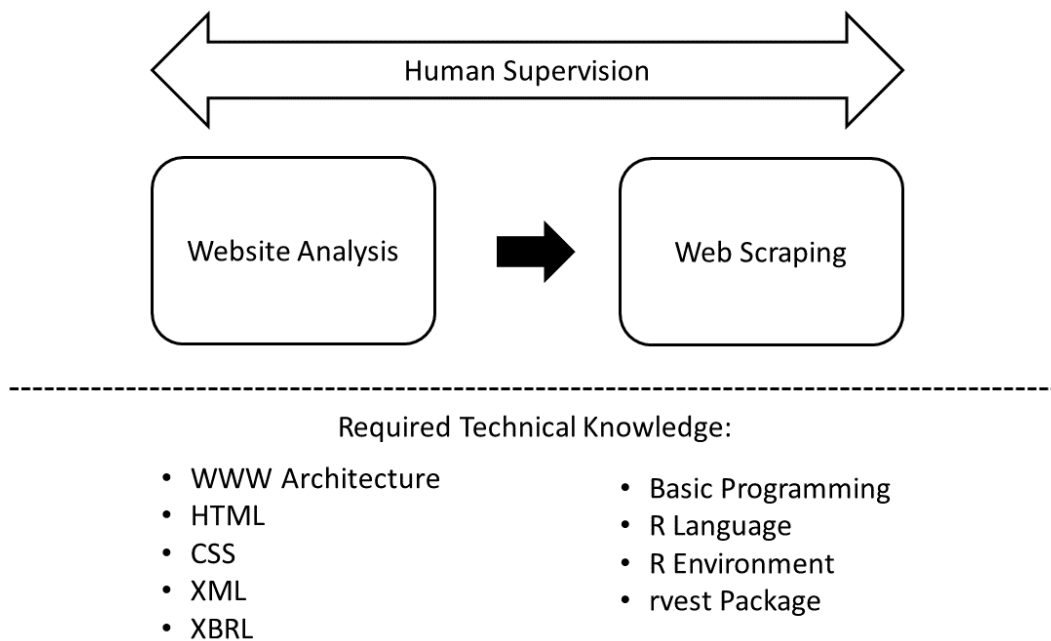 Human Supervision
Website Analysis
Web Scraping
Required Technical Knowledge:
• WWW Architecture
• HTML
• CSS
• XML
• XBRL
• Basic Programming
• R Language
• R Environment
• rvest Package